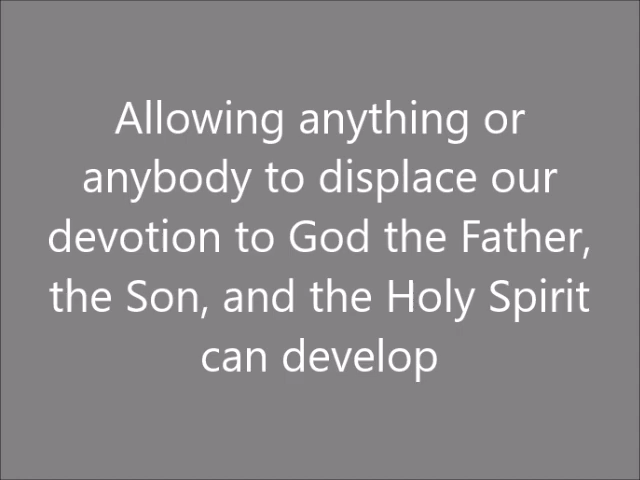 Allowing anything or
anybody to displace our
devotion to God the Father,
the Son, and the Holy Spirit
can develop